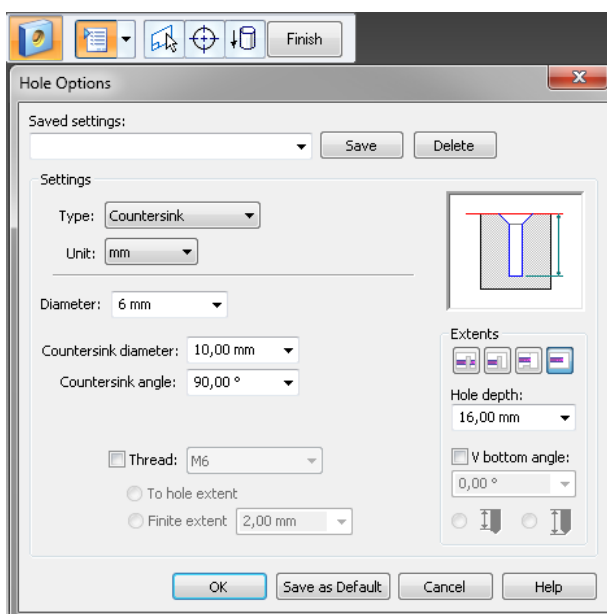 Finish
Hole Options
Saved settings:
Save
Delete
Settings
Type: Countersink
Unit: mm
Diameter: 6 mm
Countersink diameter: 10,00 mm
Countersink angle: 90,00 °
Extents
Hole depth:
16,00 mm
Thread: M6
V bottom angle:
0,00 °
To hole extent
Finite extent 2,00 mm
OK
Save as Default
Cancel
Help